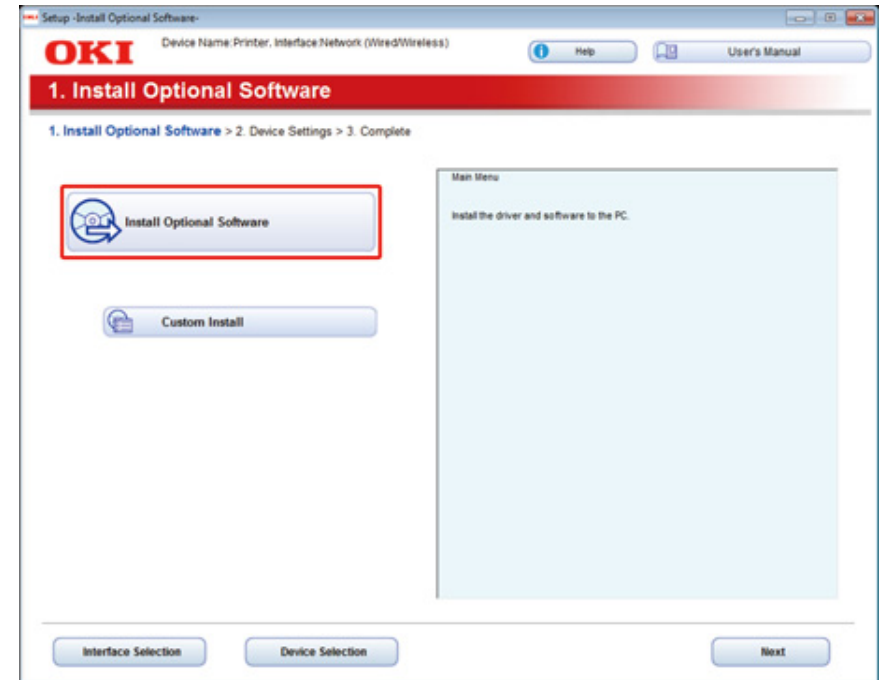 Setup -Install Optional Software-
OKI
Device Name:Printer, Interface:Network (Wired/Wireless)
Help
User's Manual
1. Install Optional Software
1. Install Optional Software > 2. Device Settings > 3. Complete
Install Optional Software
Custom Install
Main Menu
Install the driver and software to the PC.
Interface Selection
Device Selection
Next